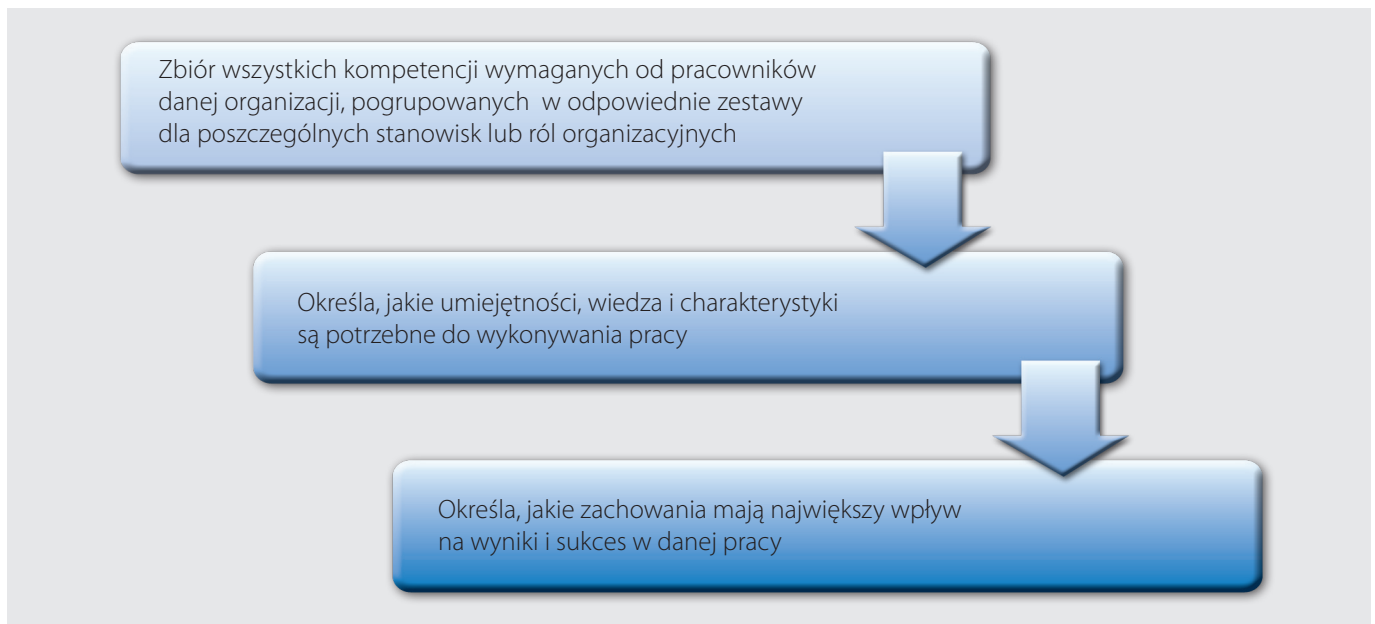 Zbiór wszystkich kompetencji wymaganych od pracowników
danej organizacji, pogrupowanych w odpowiednie zestawy
dla poszczególnych stanowisk lub ról organizacyjnych
Określa, jakie umiejętności, wiedza i charakterystyki
są potrzebne do wykonywania pracy
Określa, jakie zachowania mają największy wpływ
na wyniki i sukces w danej pracy